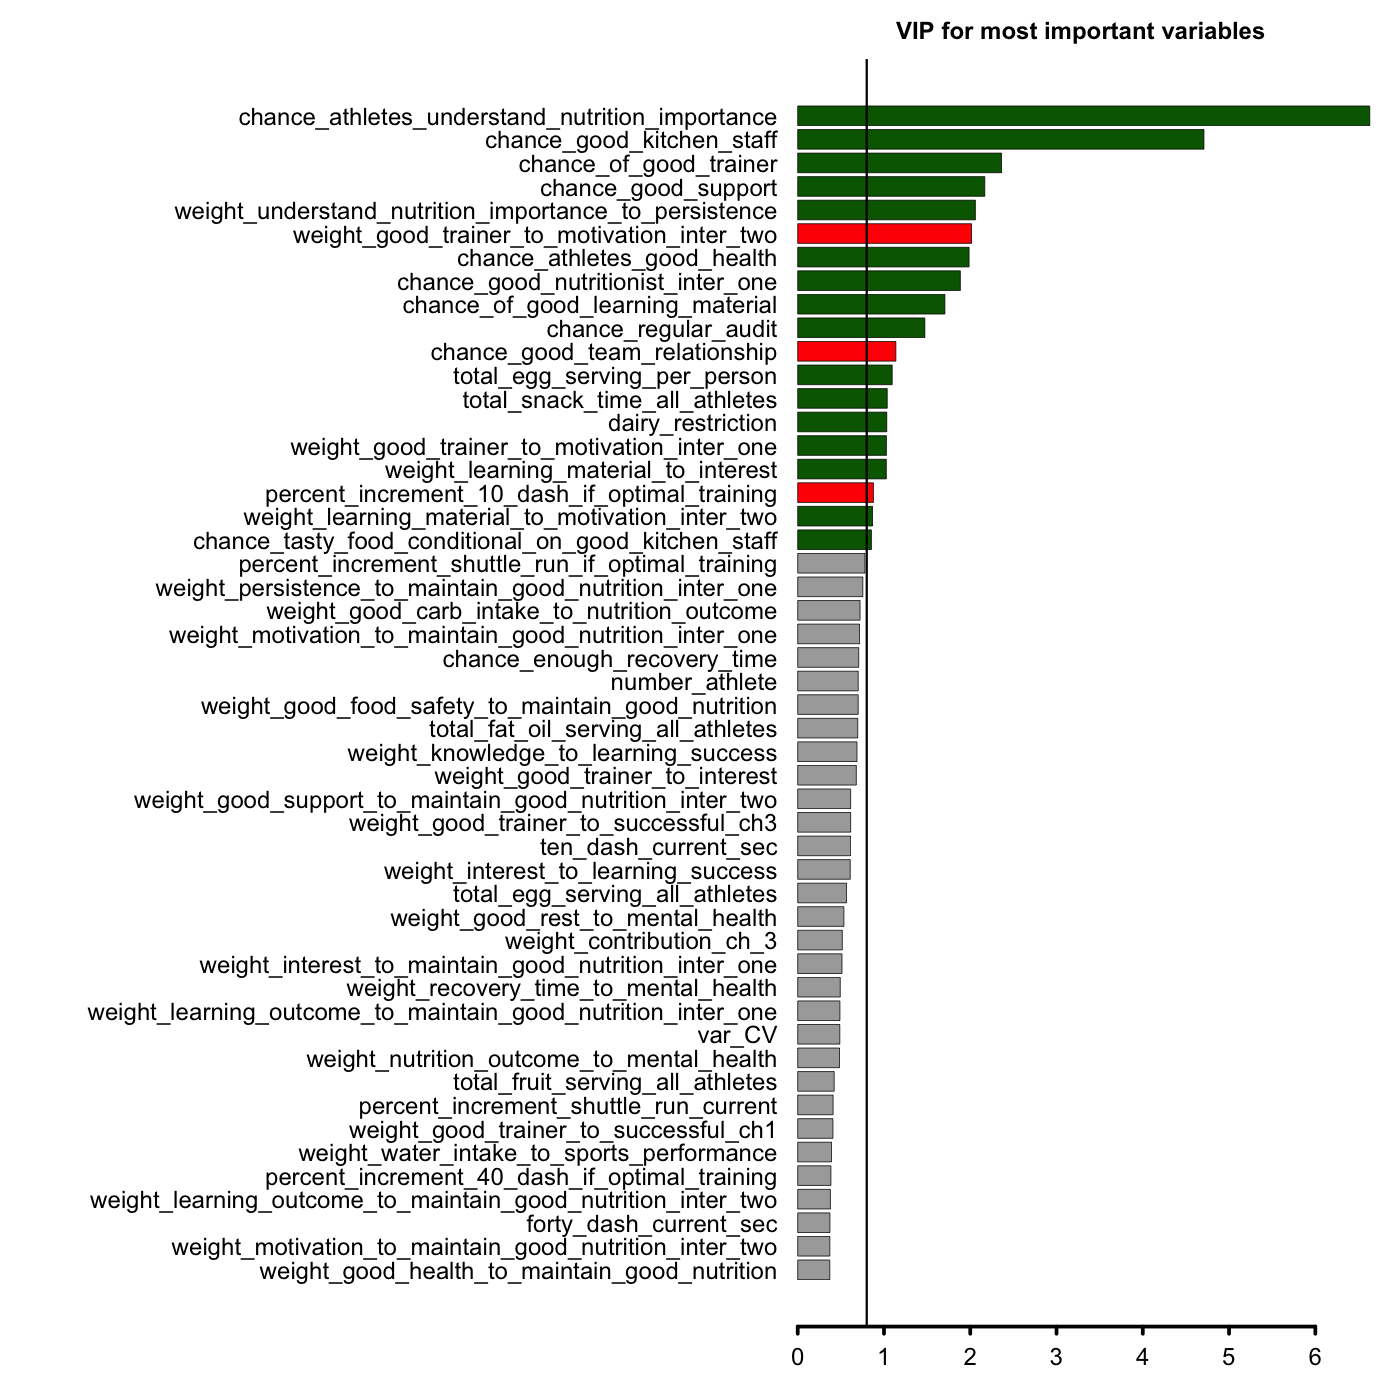 VIP for most important variables
chance_athletes_understand_nutrition_importance
chance_good_kitchen_staff
chance_of_good_trainer
chance_good_support
weight_understand_nutrition_importance_to_persistence
weight_good_trainer_to_motivation_inter_two
chance_athletes_good_health
chance_good_nutritionist_inter_one
chance_of_good_learning_material
chance_regular_audit
chance_good_team_relationship
total_egg_serving_per_person
total_snack_time_all_athletes
dairy_restriction
weight_good_trainer_to_motivation_inter_one
weight_learning_material_to_interest
percent_increment_10_dash_if_optimal_training
weight_learning_material_to_motivation_inter_two
chance_tasty_food_conditional_on_good_kitchen_staff
percent_increment_shuttle_run_if_optimal_training
weight_persistence_to_maintain_good_nutrition_inter_one
weight_good_carb_intake_to_nutrition_outcome
weight_motivation_to_maintain_good_nutrition_inter_one
chance_enough_recovery_time
number_athlete
weight_good_food_safety_to_maintain_good_nutrition
total_fat_oil_serving_all_athletes
weight_knowledge_to_learning_success
weight_good_trainer_to_interest
weight_good_support_to_maintain_good_nutrition_inter_two
weight_good_trainer_to_successful_ch3
ten_dash_current_sec
weight_interest_to_learning_success
total_egg_serving_all_athletes
weight_good_rest_to_mental_health
weight_contribution_ch_3
weight_interest_to_maintain_good_nutrition_inter_one
weight_recovery_time_to_mental_health
weight_learning_outcome_to_maintain_good_nutrition_inter_one
var_CV
weight_nutrition_outcome_to_mental_health
total_fruit_serving_all_athletes
percent_increment_shuttle_run_current
weight_good_trainer_to_successful_ch1
weight_water_intake_to_sports_performance
percent_increment_40_dash_if_optimal_training
weight_learning_outcome_to_maintain_good_nutrition_inter_two
forty_dash_current_sec
weight_motivation_to_maintain_good_nutrition_inter_two
weight_good_health_to_maintain_good_nutrition
0 1 2 3 4 5 6